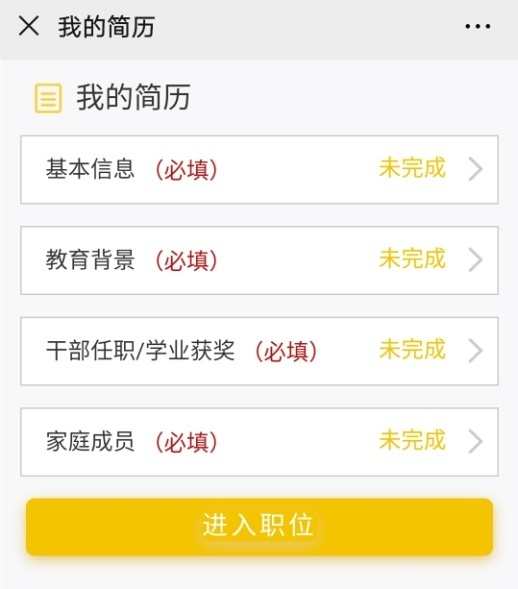 我的简历
我的简历
基本信息 （必填） 未完成
教育背景 （必填） 未完成
干部任职/学业获奖 （必填） 未完成
家庭成员 （必填） 未完成
进入职位